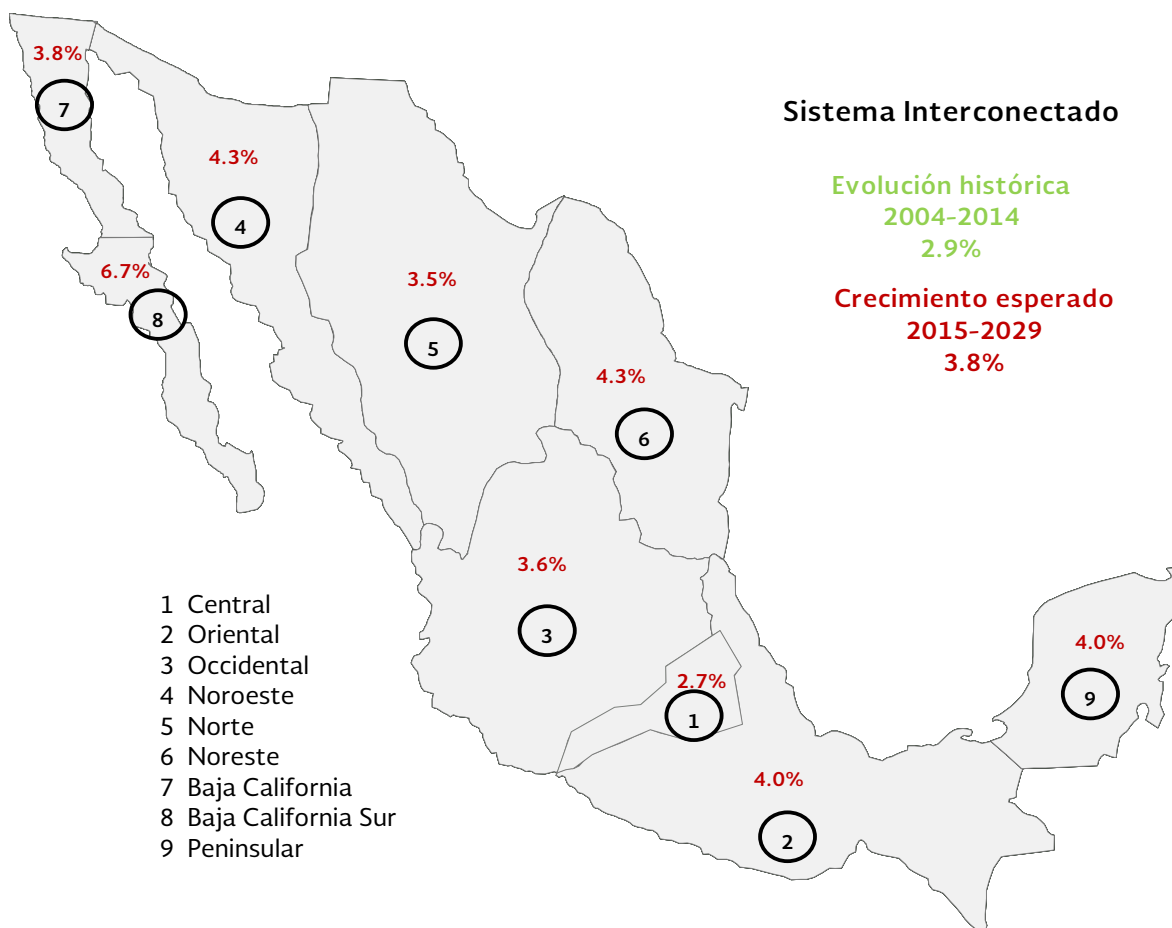 3.8%
7
Sistema Interconectado
4.3%
4
Evolución histórica
2004-2014
2.9%
6.7%
8
3.5%
5
Crecimiento esperado
2015-2029
3.8%
4.3%
6
3.6%
3
1 Central
2 Oriental
3 Occidental
4 Noroeste
5 Norte
6 Noreste
7 Baja California
8 Baja California Sur
9 Peninsular
2.7%
1
4.0%
9
4.0%
2